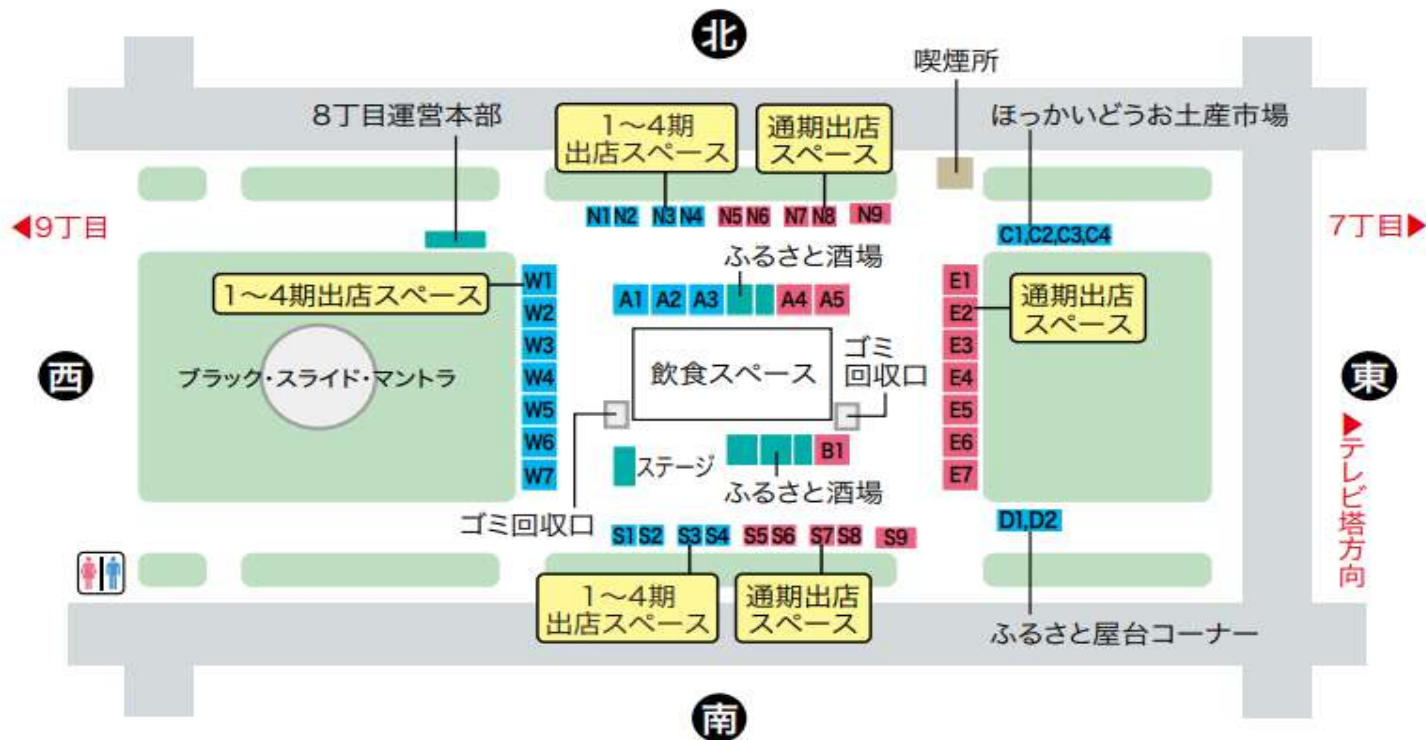 北
喫煙所
8丁目運営本部
1～4期
出店スペース
通期出店
スペース
ほっかいどうお土産市場
N1 N2 N3 N4 N5 N6 N7 N8 N9
◀9丁目
7丁目▶
C1,C2,C3,C4
ふるさと酒場
1～4期出店スペース
W1
W2
W3
W4
W5
W6
W7
A1 A2 A3 A4 A5
E1
E2
E3
E4
E5
E6
E7
通期出店
スペース
西
ブラック・スライド・マントラ
飲食スペース
ゴミ
回収口
東
▶テレビ塔方向
ステージ
B1
ふるさと酒場
ゴミ回収口
S1 S2 S3 S4 S5 S6 S7 S8 S9
D1,D2
1～4期
出店スペース
通期出店
スペース
ふるさと屋台コーナー
南